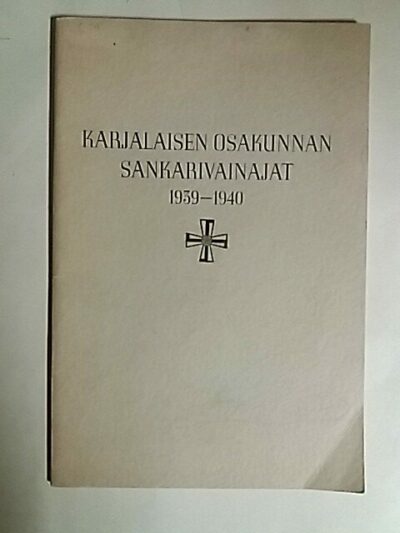 KARJALAISEN OSAKUNNAN
SANKARIVAINAJAT
1939—1940